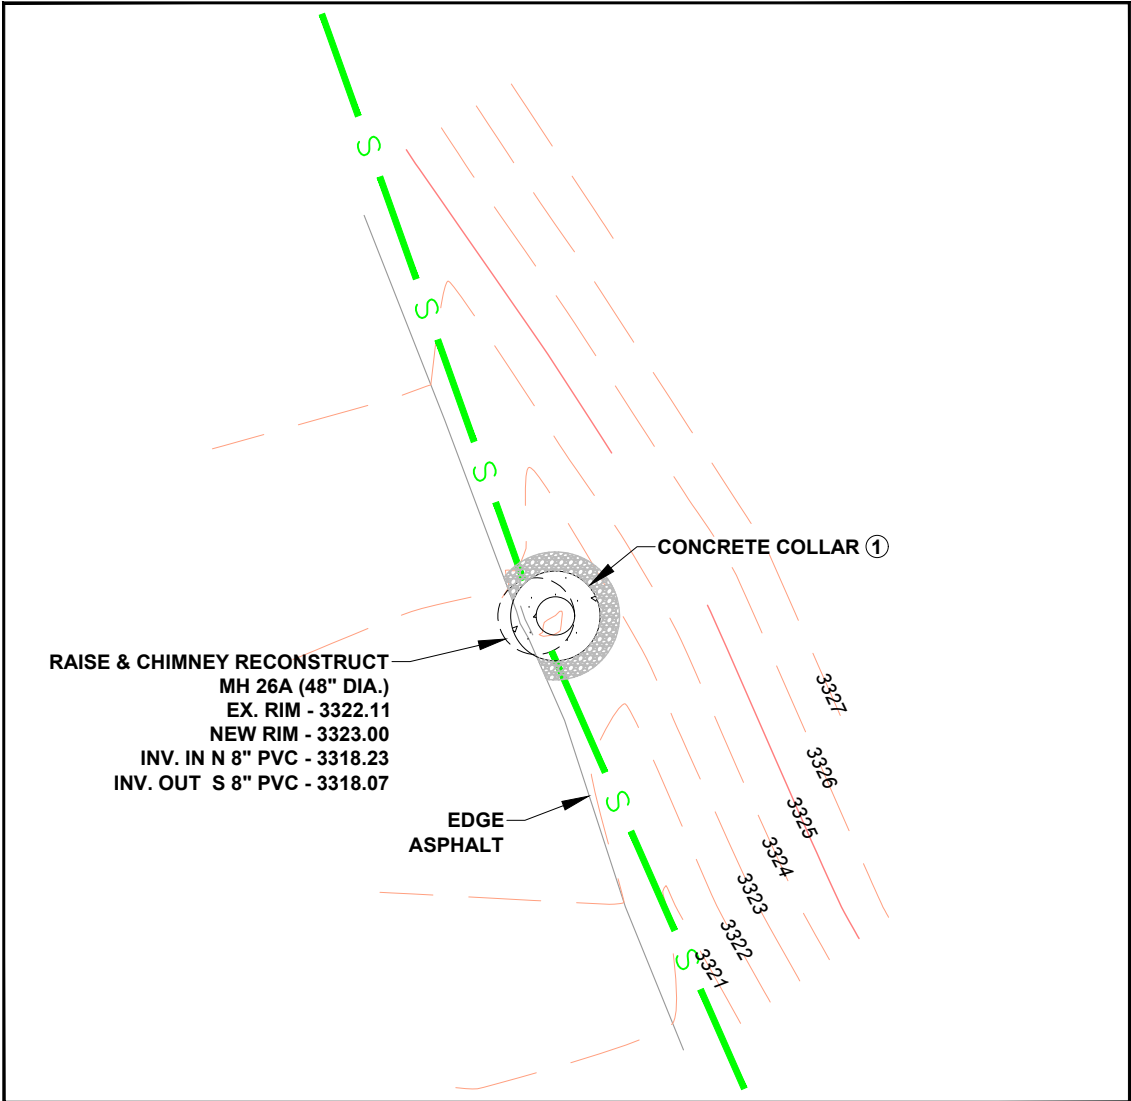 S
S
S
CONCRETE COLLAR ①
RAISE & CHIMNEY RECONSTRUCT
MH 26A (48" DIA.)
EX. RIM - 3322.11
NEW RIM - 3323.00
INV. IN N 8" PVC - 3318.23
INV. OUT S 8" PVC - 3318.07
3327
3326
S
3325
EDGE
ASPHALT
3324
3323
3322
S
3321